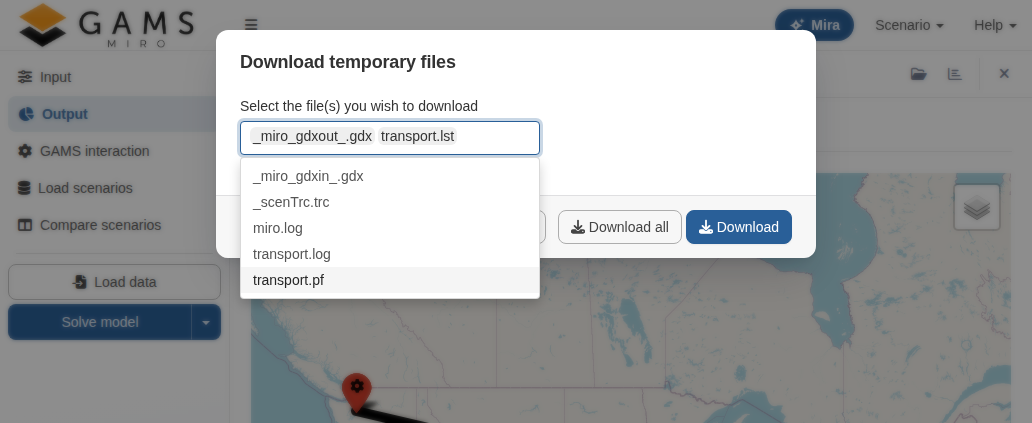 GAMS
MIRO
Mira
Scenario
Help
Download temporary files
Input
Select the file(s) you wish to download
Output
_miro_gdxout_.gdx transport.lst
GAMS interaction
_miro_gdxin_.gdx
Load scenarios
_scenTrc.trc
Compare scenarios
miro.log
Download all
Download
transport.log
Load data
transport.pf
Solve model